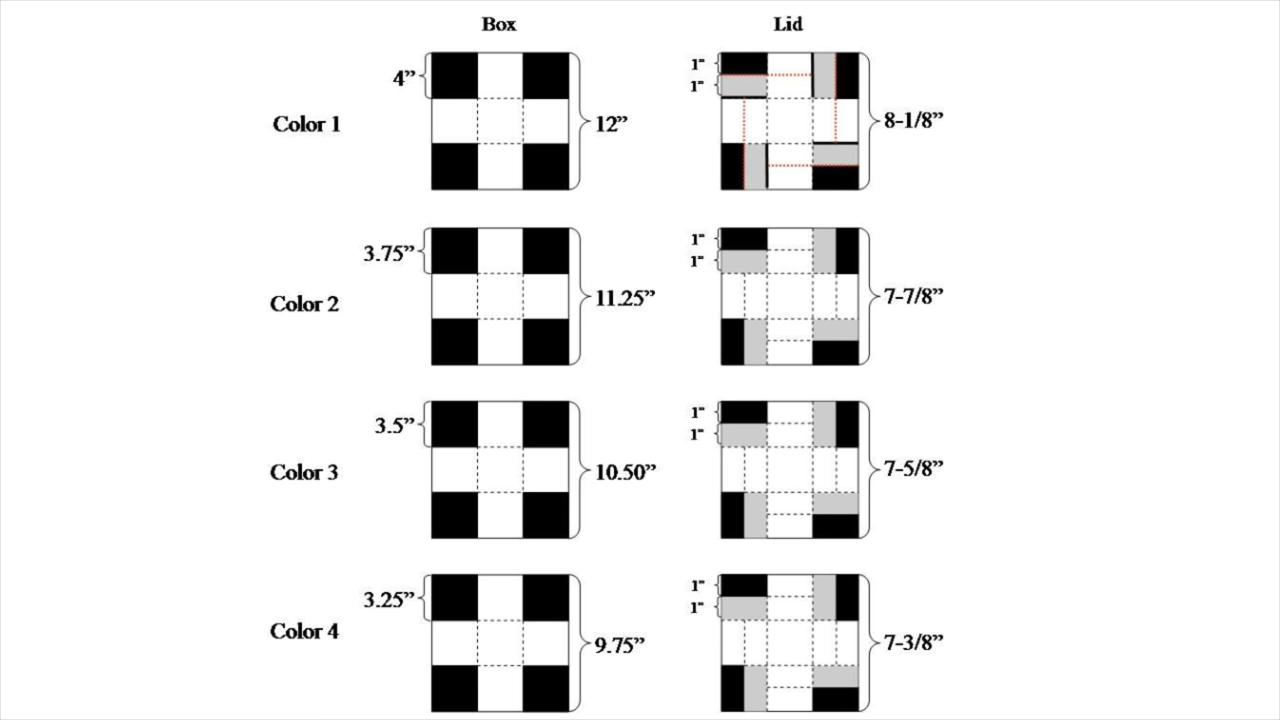 Box Lid
1”
4”
1”
Color 1 12” 8-1/8”
1”
3.75” 1”
Color 2 11.25” 7-7/8”
1”
3.5” 1”
Color 3 10.50” 7-5/8”
1”
3.25” 1”
Color 4 9.75” 7-3/8”